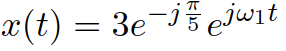 x(t) = 3e^{-j\frac{\pi}{5}} e^{j\omega_1 t}